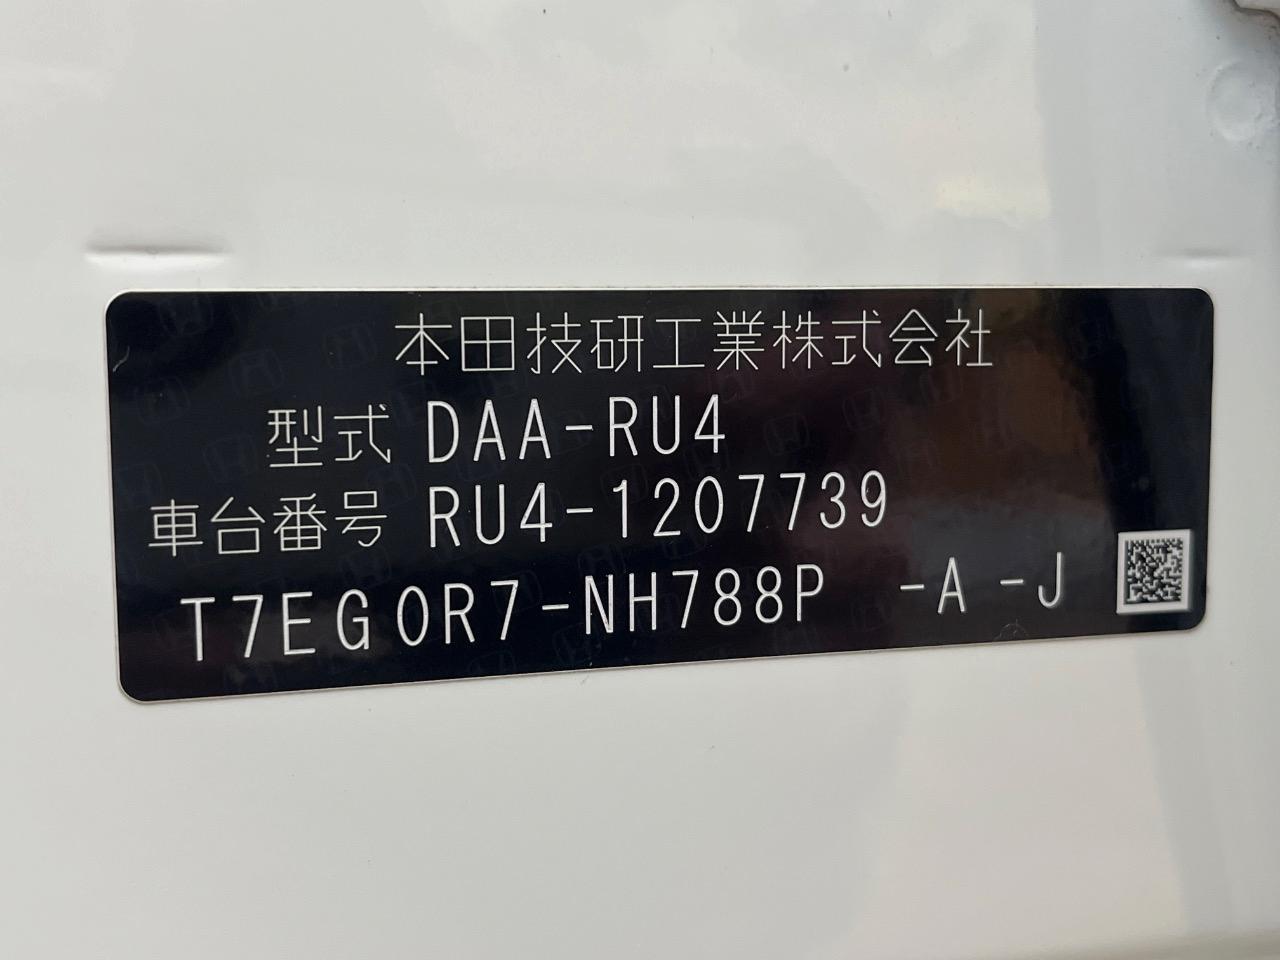 本田技研工業株式会社
型式 DAA-RU4
車台番号 RU4-1207739
T7EG0R7-NH788P -A -J